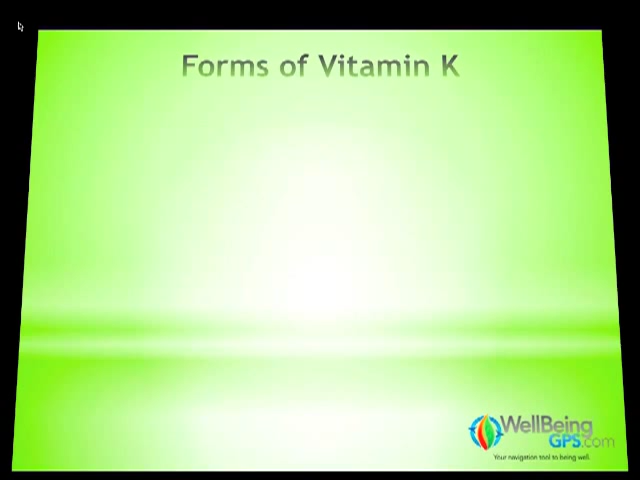 Forms of Vitamin K
WellBeing
GPS.com
Your navigation tool to being well.